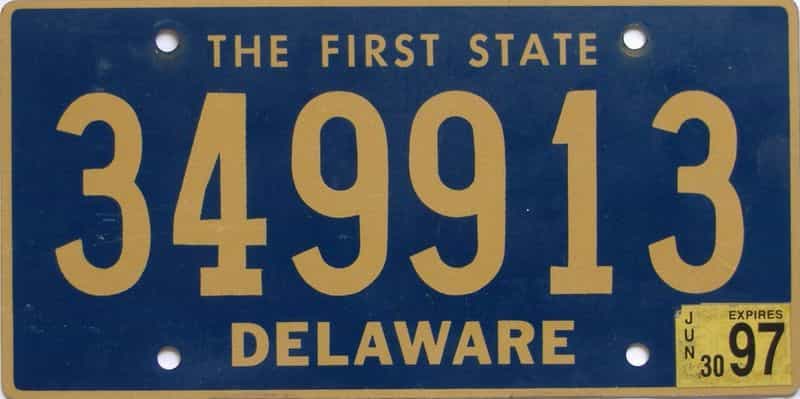 THE FIRST STATE
349913
DELAWARE
JUN
EXPIRES
30 97